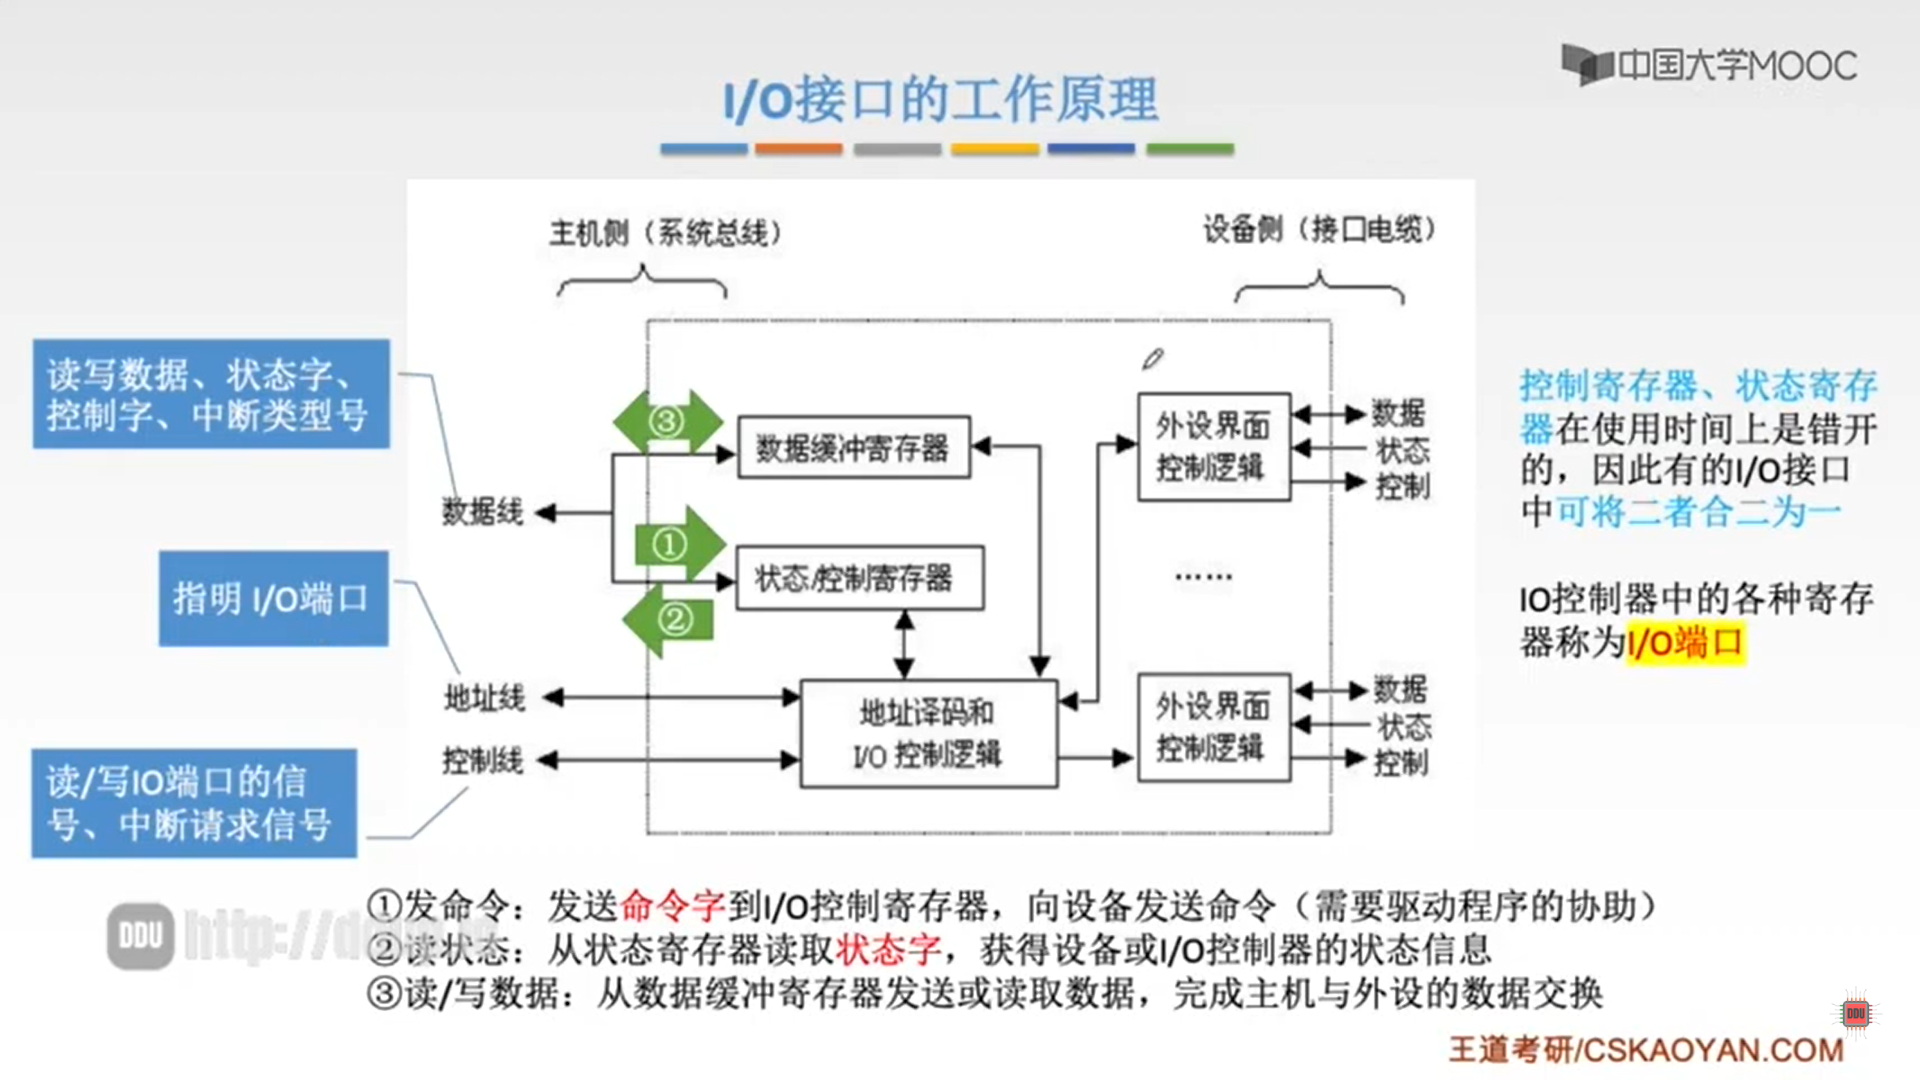 中国大学MOOC
I/O接口的工作原理
主机侧（系统总线）
设备侧（接口电缆）
读写数据、状态字、
控制字、中断类型号
指明 I/O端口
读/写IO端口的信
号、中断请求信号
数据线
地址线
控制线
③
①
②
数据缓冲寄存器
状态/控制寄存器
地址译码和
I/O 控制逻辑
外设界面
控制逻辑
数据
状态
控制
……
外设界面
控制逻辑
数据
状态
控制
控制寄存器、状态寄存
器在使用时间上是错开
的，因此有的I/O接口
中可将二者合二为一
IO控制器中的各种寄存
器称为I/O端口
①发命令：发送命令字到I/O控制寄存器，向设备发送命令（需要驱动程序的协助）
②读状态：从状态寄存器读取状态字，获得设备或I/O控制器的状态信息
③读/写数据：从数据缓冲寄存器发送或读取数据，完成主机与外设的数据交换
DDU http://
DDU
王道考研/CSKAOYAN.COM